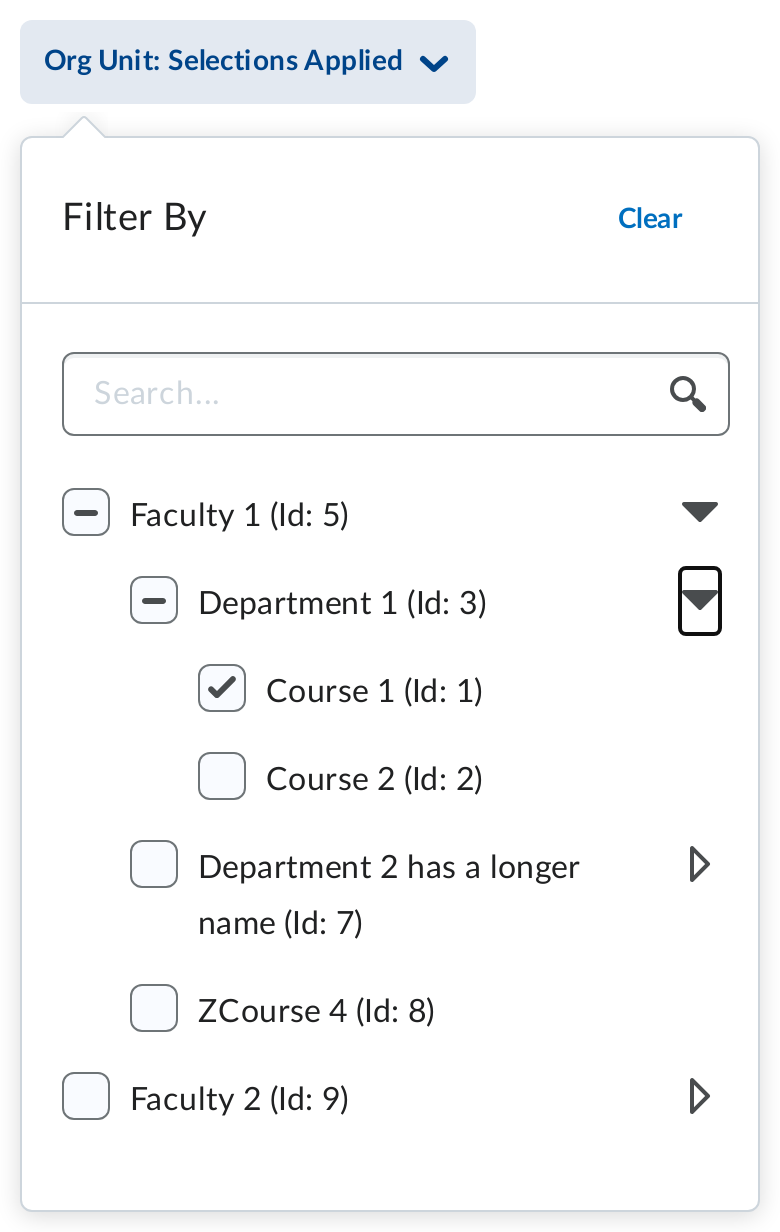 Org Unit: Selections Applied
Filter By
Clear
Search...
Faculty 1 (Id: 5)
Department 1 (Id: 3)
Course 1 (Id: 1)
Course 2 (Id: 2)
Department 2 has a longer
name (Id: 7)
ZCourse 4 (Id: 8)
Faculty 2 (Id: 9)